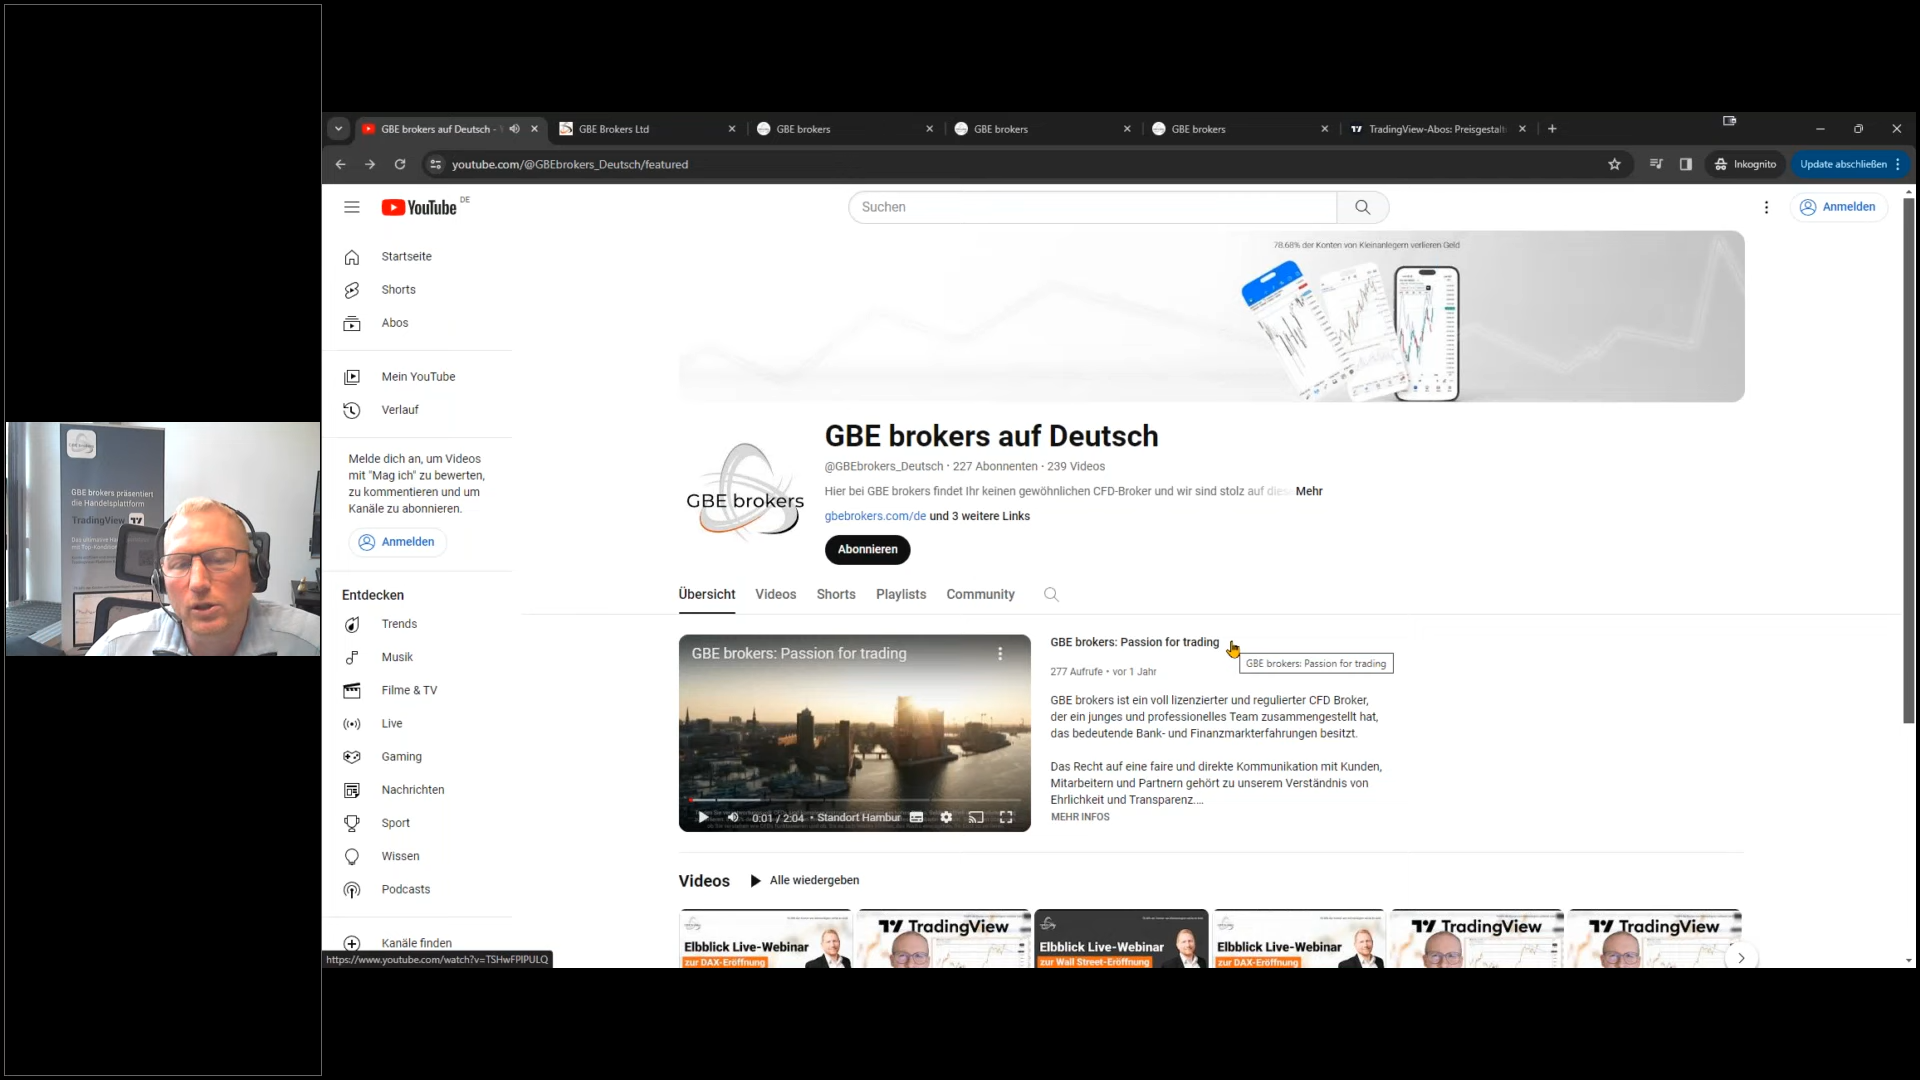 GBE brokers auf Deutsch -
GBE Brokers Ltd
GBE brokers
GBE brokers
GBE brokers
TradingView-Abos: Preisgestalt
youtube.com/@GBEbrokers_Deutsch/featured
Inkognito
Update abschließen
YouTube DE
Suchen
Anmelden
Startseite
Shorts
Abos
Mein YouTube
Verlauf
Melde dich an, um Videos
mit "Mag ich" zu bewerten,
zu kommentieren und um
Kanäle zu abonnieren.
Anmelden
Entdecken
Trends
Musik
Filme & TV
Live
Gaming
Nachrichten
Sport
Wissen
Podcasts
Kanäle finden
https://www.youtube.com/watch?v=TSHwFPlPULQ
78.68% der Konten von Kleinanlegern verlieren Geld
GBE brokers
GBE brokers auf Deutsch
@GBEbrokers_Deutsch · 227 Abonnenten · 239 Videos
Hier bei GBE brokers findet Ihr keinen gewöhnlichen CFD-Broker und wir sind stolz auf dies Mehr
gbebrokers.com/de und 3 weitere Links
Abonnieren
Übersicht
Videos
Shorts
Playlists
Community
GBE brokers: Passion for trading
0:01 / 2:04 • Standort Hambur
GBE brokers: Passion for trading
GBE brokers: Passion for trading
277 Aufrufe • vor 1 Jahr
GBE brokers ist ein voll lizenzierter und regulierter CFD Broker,
der ein junges und professionelles Team zusammengestellt hat,
das bedeutende Bank- und Finanzmarkterfahrungen besitzt.
Das Recht auf eine faire und direkte Kommunikation mit Kunden,
Mitarbeitern und Partnern gehört zu unserem Verständnis von
Ehrlichkeit und Transparenz....
MEHR INFOS
Videos
Alle wiedergeben
Elbblick Live-Webinar
zur DAX-Eröffnung
TradingView
Elbblick Live-Webinar
zur Wall Street-Eröffnung
Elbblick Live-Webinar
zur DAX-Eröffnung
TradingView
TradingView
GBE brokers präsentiert
die Handelsplattform
TradingView